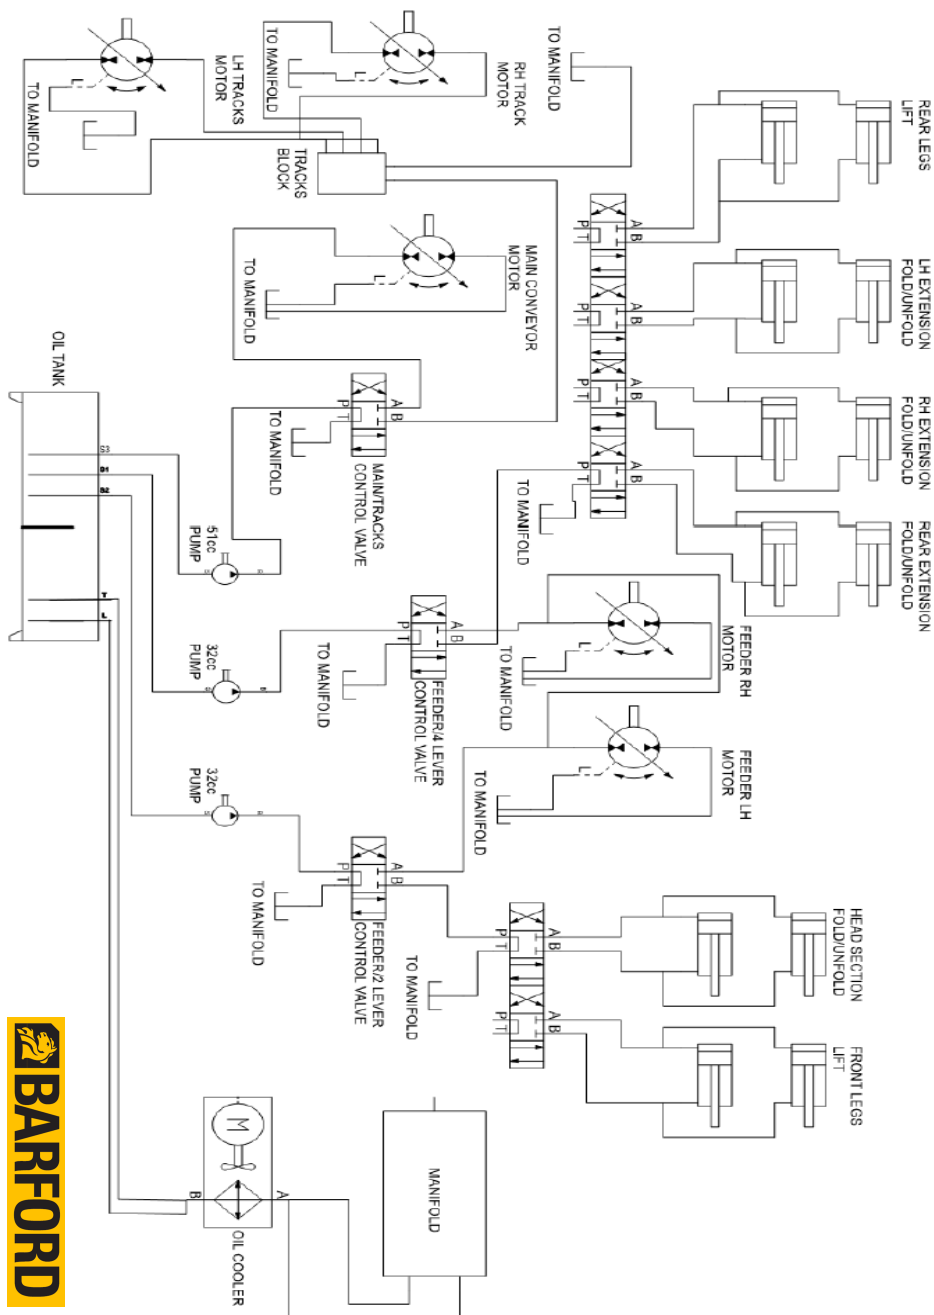 REAR LEGS
LIFT
LH EXTENSION
FOLD/UNFOLD
RH EXTENSION
FOLD/UNFOLD
REAR EXTENSION
FOLD/UNFOLD
HEAD SECTION
FOLD/UNFOLD
FRONT LEGS
LIFT
FEEDER RH
MOTOR
FEEDER LH
MOTOR
L
L
TO MANIFOLD
A B
P T
A B
P T
A B
P T
A B
P T
TO MANIFOLD
TO MANIFOLD
TO MANIFOLD
A B
P T
A B
P T
TO MANIFOLD
RH TRACK
MOTOR
L
TO MANIFOLD
MAIN CONVEYOR
MOTOR
L
TO MANIFOLD
TRACKS
BLOCK
LH TRACKS
MOTOR
L
TO MANIFOLD
A B
P T
MAIN/TRACKS
CONTROL VALVE
TO MANIFOLD
A B
P T
FEEDER/4 LEVER
CONTROL VALVE
TO MANIFOLD
A B
P T
FEEDER/2 LEVER
CONTROL VALVE
TO MANIFOLD
MANIFOLD
51cc
PUMP
32cc
PUMP
32cc
PUMP
M
A
B
OIL COOLER
OIL TANK
S3
T
L
BARFORD